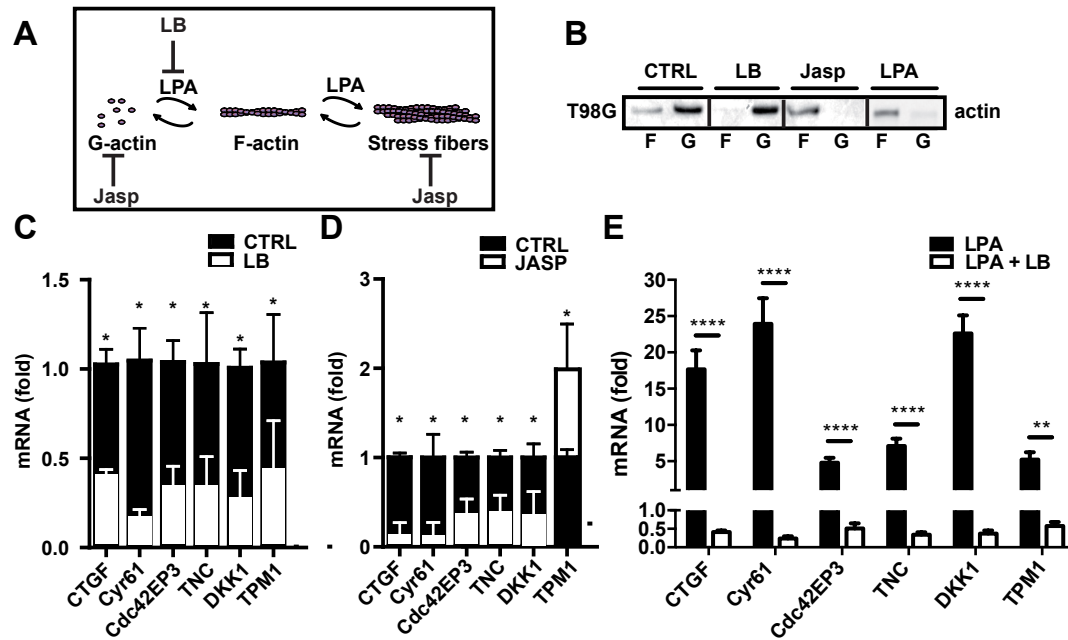 A
LB
LPA
LPA
G-actin
F-actin
Stress fibers
Jasp
Jasp
B
CTRL LB Jasp LPA
T98G
actin
F G F G F G F G
C
CTRL
LB
mRNA (fold)
1.5
1.0
0.5
0.0
* * * * * *
CTGF
Cyr61
Cdc42EP3
TNC
DKK1
TPM1
D
CTRL
JASP
mRNA (fold)
3
2
1
0
* * * * * *
CTGF
Cyr61
Cdc42EP3
TNC
DKK1
TPM1
E
LPA
LPA + LB
mRNA (fold)
30
25
20
15
10
5
1.0
0.5
0.0
**** **** **** **** **** **
CTGF
Cyr61
Cdc42EP3
TNC
DKK1
TPM1